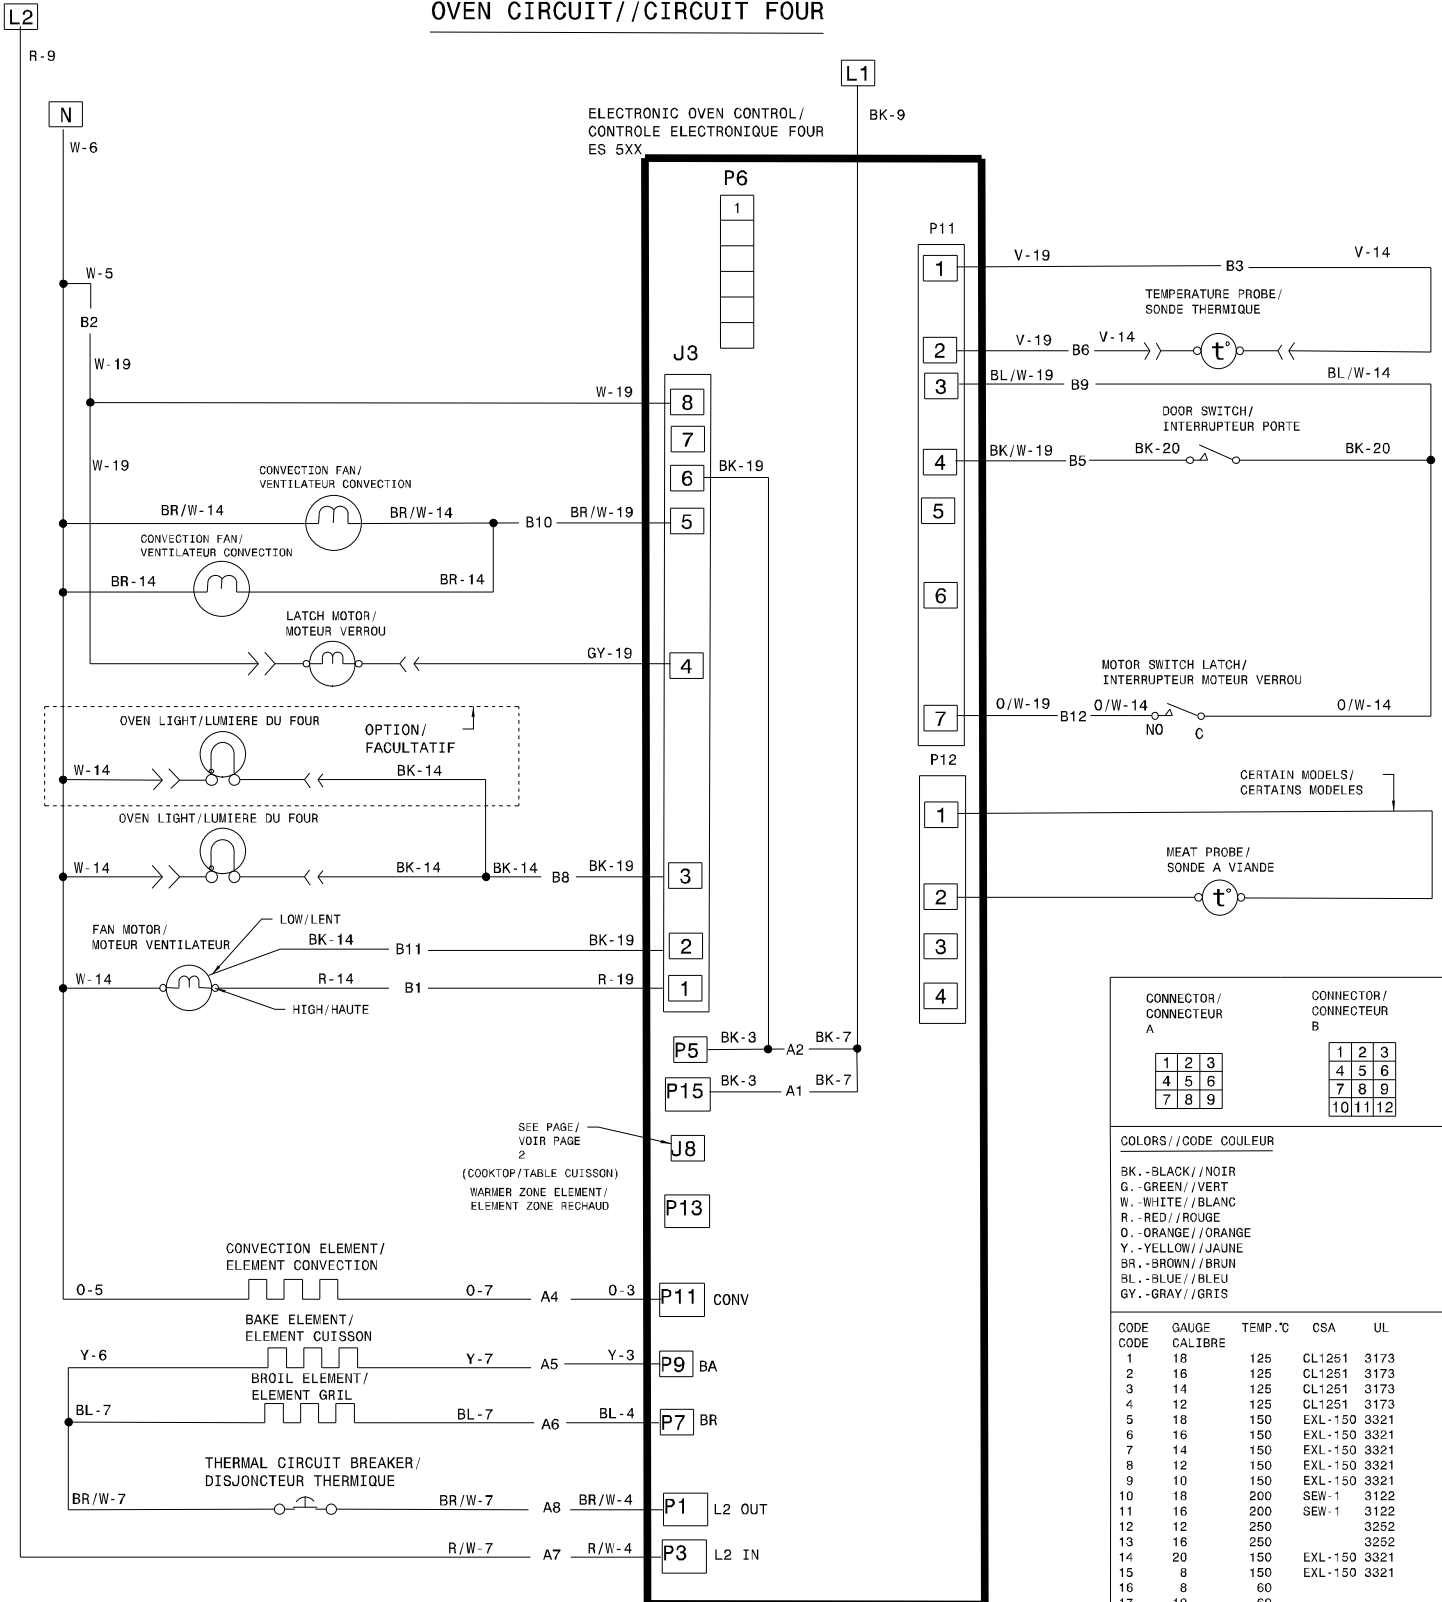 OVEN CIRCUIT//CIRCUIT FOUR
L2
R-9
L1
BK-9
N
W-6
ELECTRONIC OVEN CONTROL/
CONTROLE ELECTRONIQUE FOUR
ES 5XX
P6
1
P11
1
V-19
B3
V-14
TEMPERATURE PROBE/
SONDE THERMIQUE
2
V-19
B6
V-14
t°
3
BL/W-19
B9
BL/W-14
DOOR SWITCH/
INTERRUPTEUR PORTE
4
BK/W-19
B5
BK-20
BK-20
5
6
MOTOR SWITCH LATCH/
INTERRUPTEUR MOTEUR VERROU
7
O/W-19
B12
O/W-14
NO
C
O/W-14
P12
CERTAIN MODELS/
CERTAINS MODELES
1
MEAT PROBE/
SONDE A VIANDE
2
t°
3
4
W-5
B2
W-19
J3
W-19
8
7
W-19
6
BK-19
CONVECTION FAN/
VENTILATEUR CONVECTION
BR/W-14
BR/W-14
B10
BR/W-19
5
CONVECTION FAN/
VENTILATEUR CONVECTION
BR-14
BR-14
LATCH MOTOR/
MOTEUR VERROU
GY-19
4
OVEN LIGHT/LUMIERE DU FOUR
OPTION/
FACULTATIF
W-14
BK-14
OVEN LIGHT/LUMIERE DU FOUR
W-14
BK-14
BK-14
B8
BK-19
3
FAN MOTOR/
MOTEUR VENTILATEUR
LOW/LENT
BK-14
B11
BK-19
2
W-14
R-14
B1
R-19
1
HIGH/HAUTE
P5
BK-3
A2
BK-7
P15
BK-3
A1
BK-7
SEE PAGE/
VOIR PAGE
2
J8
(COOKTOP/TABLE CUISSON)
WARMER ZONE ELEMENT/
ELEMENT ZONE RECHAUD
P13
CONVECTION ELEMENT/
ELEMENT CONVECTION
O-5
O-7
A4
O-3
P11
CONV
BAKE ELEMENT/
ELEMENT CUISSON
Y-6
Y-7
A5
Y-3
P9
BA
BROIL ELEMENT/
ELEMENT GRIL
BL-7
BL-7
A6
BL-4
P7
BR
THERMAL CIRCUIT BREAKER/
DISJONCTEUR THERMIQUE
BR/W-7
BR/W-7
A8
BR/W-4
P1
L2 OUT
R/W-7
A7
R/W-4
P3
L2 IN
CONNECTOR/
CONNECTEUR
A
1 2 3
4 5 6
7 8 9
CONNECTOR/
CONNECTEUR
B
1 2 3
4 5 6
7 8 9
10 11 12
COLORS//CODE COULEUR
BK.-BLACK//NOIR
G.-GREEN//VERT
W.-WHITE//BLANC
R.-RED//ROUGE
O.-ORANGE//ORANGE
Y.-YELLOW//JAUNE
BR.-BROWN//BRUN
BL.-BLUE//BLEU
GY.-GRAY//GRIS
CODE GAUGE TEMP.°C CSA UL
CODE CALIBRE
1 18 125 CL1251 3173
2 16 125 CL1251 3173
3 14 125 CL1251 3173
4 12 125 CL1251 3173
5 18 150 EXL-150 3321
6 16 150 EXL-150 3321
7 14 150 EXL-150 3321
8 12 150 EXL-150 3321
9 10 150 EXL-150 3321
10 18 200 SEW-1 3122
11 16 200 SEW-1 3122
12 12 250 3252
13 16 250 3252
14 20 150 EXL-150 3321
15 8 150 EXL-150 3321
16 8 60